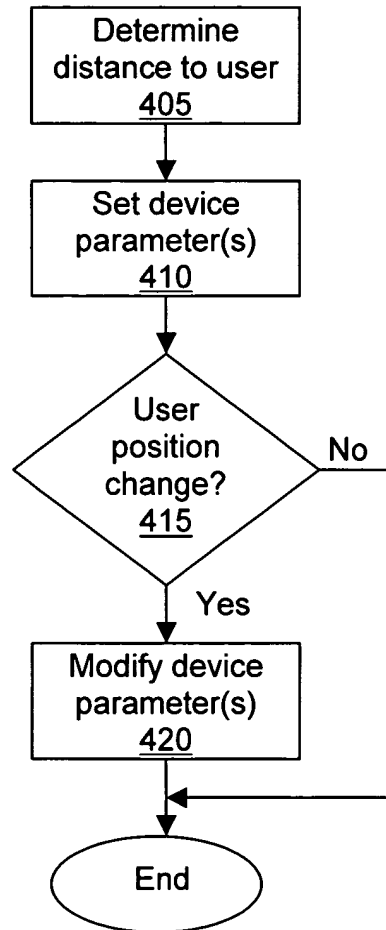 Determine
distance to user
405
Set device
parameter(s)
410
User
position
change?
415
No
Yes
Modify device
parameter(s)
420
End